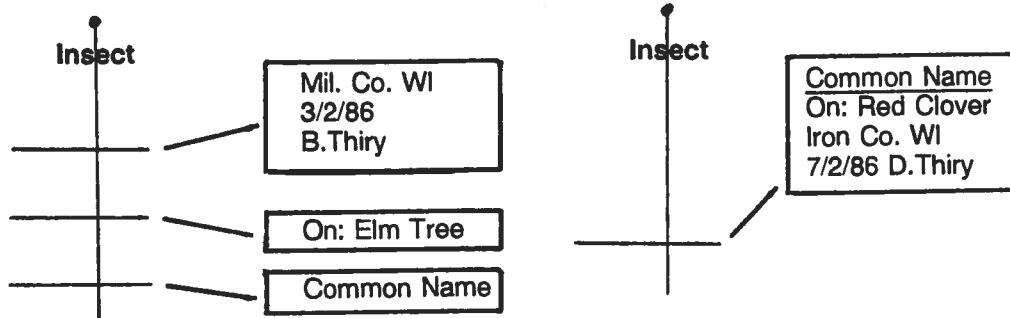 Insect
Mil. Co. WI
3/2/86
B.Thiry
On: Elm Tree
Common Name
Insect
Common Name
On: Red Clover
Iron Co. WI
7/2/86 D.Thiry